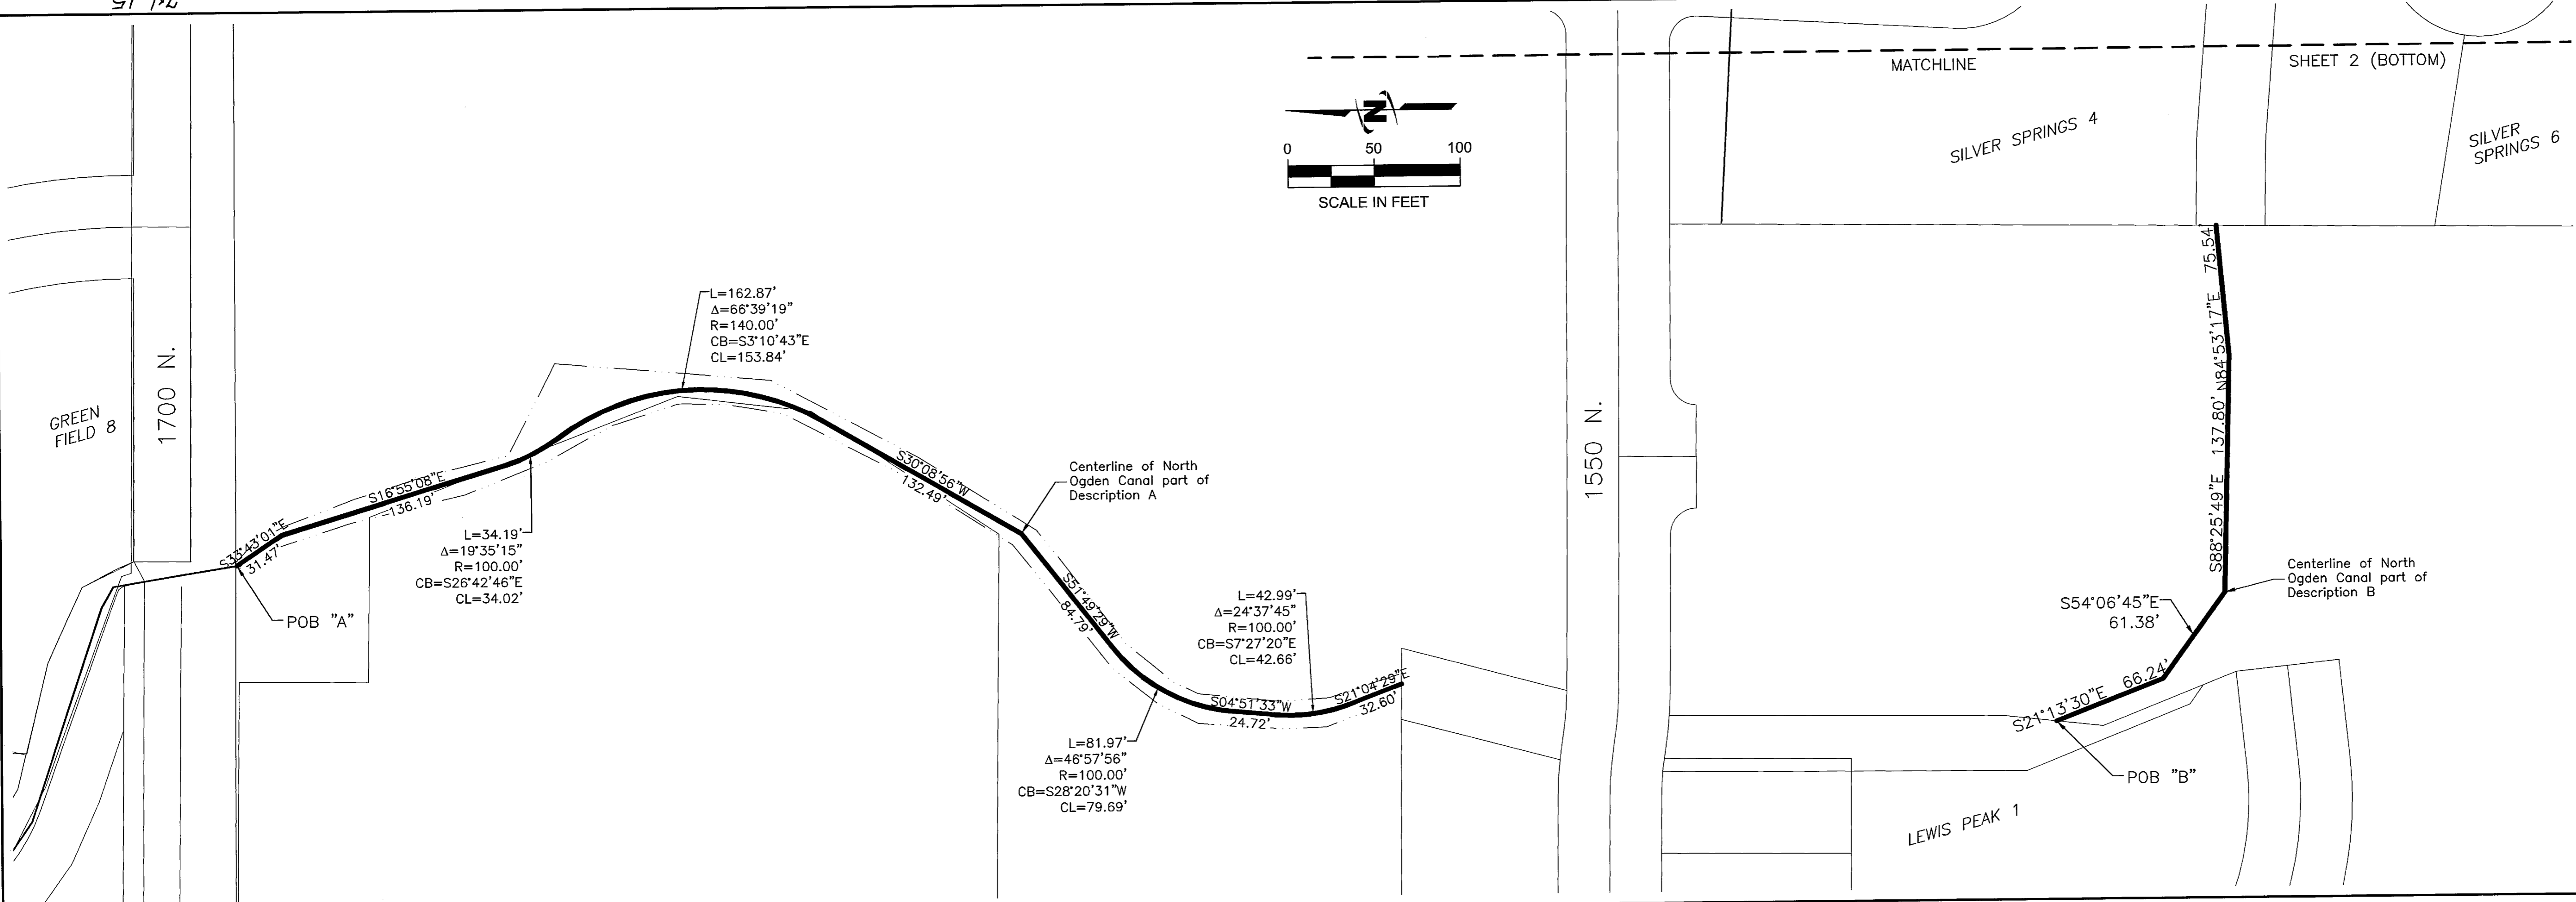 MATCHLINE
SHEET 2 (BOTTOM)
N
0 50 100
SCALE IN FEET
SILVER SPRINGS 4
SILVER
SPRINGS 6
GREEN
FIELD 8
1700 N.
1550 N.
L=162.87'
Δ=66°39'19"
R=140.00'
CB=S3°10'43"E
CL=153.84'
S33°43'01"E
31.47'
POB "A"
S16°55'08"E
136.19'
L=34.19'
Δ=19°35'15"
R=100.00'
CB=S26°42'46"E
CL=34.02'
S30°08'56"W
132.49'
Centerline of North
Ogden Canal part of
Description A
S51°49'29"W
84.79'
L=81.97'
Δ=46°57'56"
R=100.00'
CB=S28°20'31"W
CL=79.69'
S04°51'33"W
24.72'
L=42.99'
Δ=24°37'45"
R=100.00'
CB=S7°27'20"E
CL=42.66'
S21°04'29"E
32.60'
N84°53'17"E 75.54'
S88°25'49"E 137.80'
Centerline of North
Ogden Canal part of
Description B
S54°06'45"E
61.38'
S21°13'30"E 66.24'
POB "B"
LEWIS PEAK 1